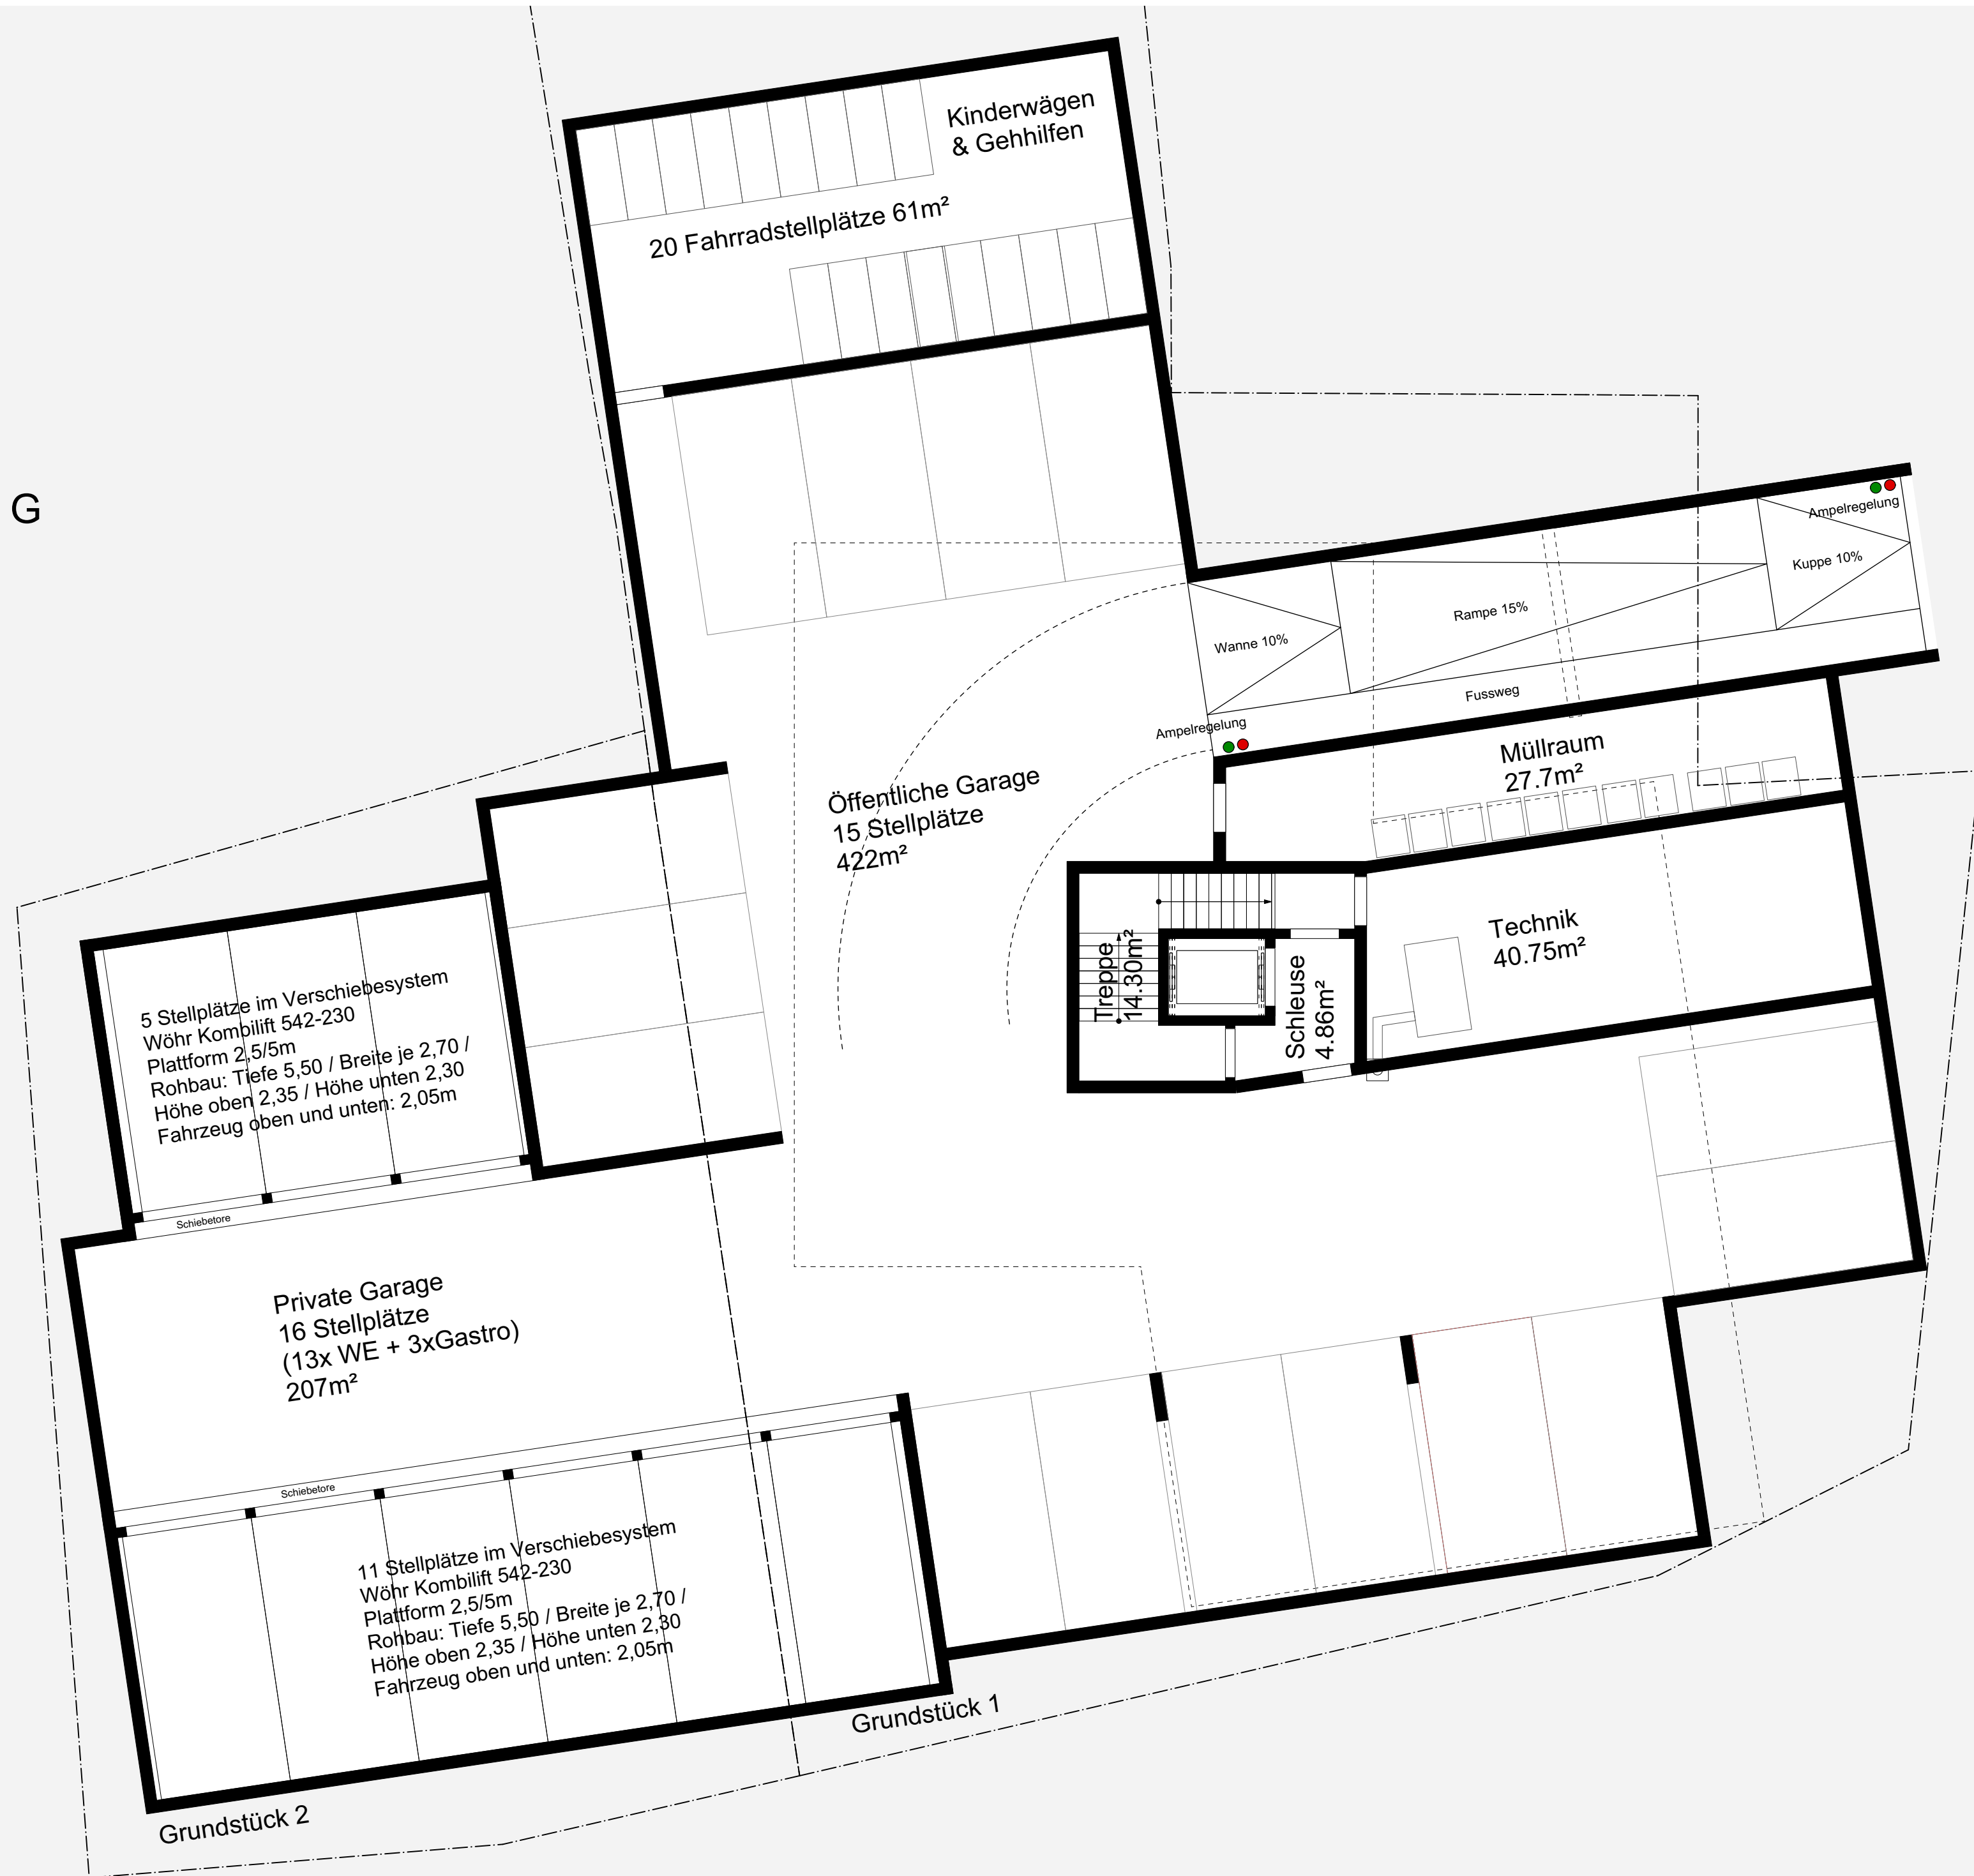 Kinderwägen
& Gehhilfen
20 Fahrradstellplätze 61m²
G
Ampelregelung
Kuppe 10%
Rampe 15%
Wanne 10%
Fussweg
Ampelregelung
Müllraum
27.7m²
Öffentliche Garage
15 Stellplätze
422m²
Technik
40.75m²
Treppe
14.30m²
Schleuse
4.86m²
5 Stellplätze im Verschiebesystem
Wöhr Kombilift 542-230
Plattform 2,5/5m
Rohbau: Tiefe 5,50 / Breite je 2,70 /
Höhe oben 2,35 / Höhe unten 2,30
Fahrzeug oben und unten: 2,05m
Schiebetore
Private Garage
16 Stellplätze
(13x WE + 3xGastro)
207m²
Schiebetore
11 Stellplätze im Verschiebesystem
Wöhr Kombilift 542-230
Plattform 2,5/5m
Rohbau: Tiefe 5,50 / Breite je 2,70 /
Höhe oben 2,35 / Höhe unten 2,30
Fahrzeug oben und unten: 2,05m
Grundstück 1
Grundstück 2